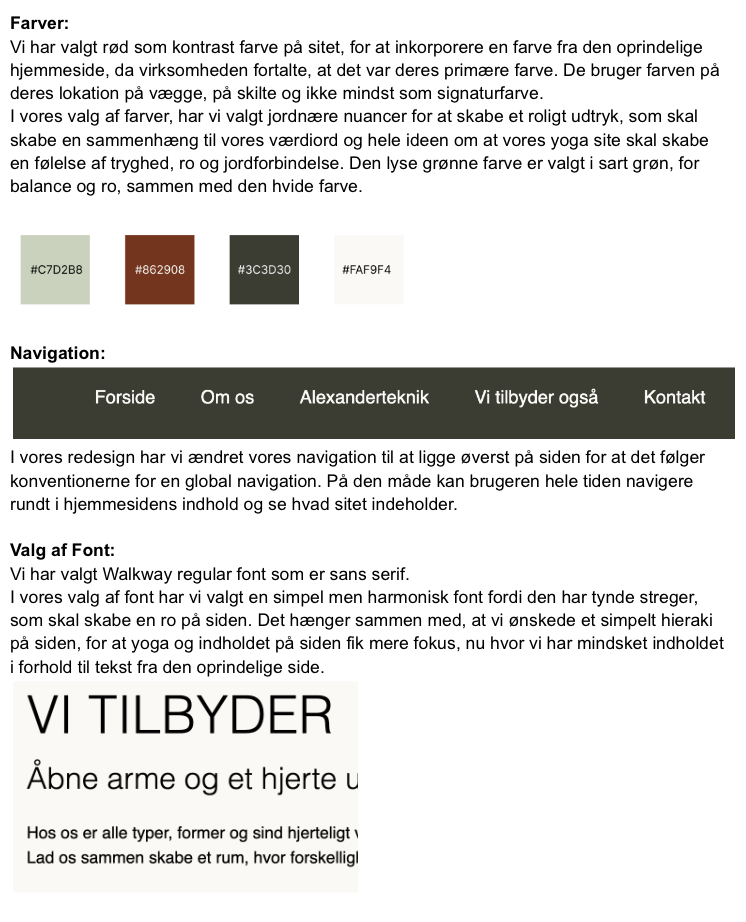 Farver:
Vi har valgt rød som kontrast farve på sitet, for at inkorporere en farve fra den oprindelige
hjemmeside, da virksomheden fortalte, at det var deres primære farve. De bruger farven på
deres lokation på vægge, på skilte og ikke mindst som signaturfarve.
I vores valg af farver, har vi valgt jordnære nuancer for at skabe et roligt udtryk, som skal
skabe en sammenhæng til vores værdiord og hele ideen om at vores yoga site skal skabe
en følelse af tryghed, ro og jordforbindelse. Den lyse grønne farve er valgt i sart grøn, for
balance og ro, sammen med den hvide farve.
#C7D2B8 #862908 #3C3D30 #FAF9F4
Navigation:
Forside Om os Alexanderteknik Vi tilbyder også Kontakt
I vores redesign har vi ændret vores navigation til at ligge øverst på siden for at det følger
konventionerne for en global navigation. På den måde kan brugeren hele tiden navigere
rundt i hjemmesidens indhold og se hvad sitet indeholder.
Valg af Font:
Vi har valgt Walkway regular font som er sans serif.
I vores valg af font har vi valgt en simpel men harmonisk font fordi den har tynde streger,
som skal skabe en ro på siden. Det hænger sammen med, at vi ønskede et simpelt hieraki
på siden, for at yoga og indholdet på siden fik mere fokus, nu hvor vi har mindsket indholdet
i forhold til tekst fra den oprindelige side.
VI TILBYDER
Åbne arme og et hjerte u
Hos os er alle typer, former og sind hjerteligt v
Lad os sammen skabe et rum, hvor forskelligh